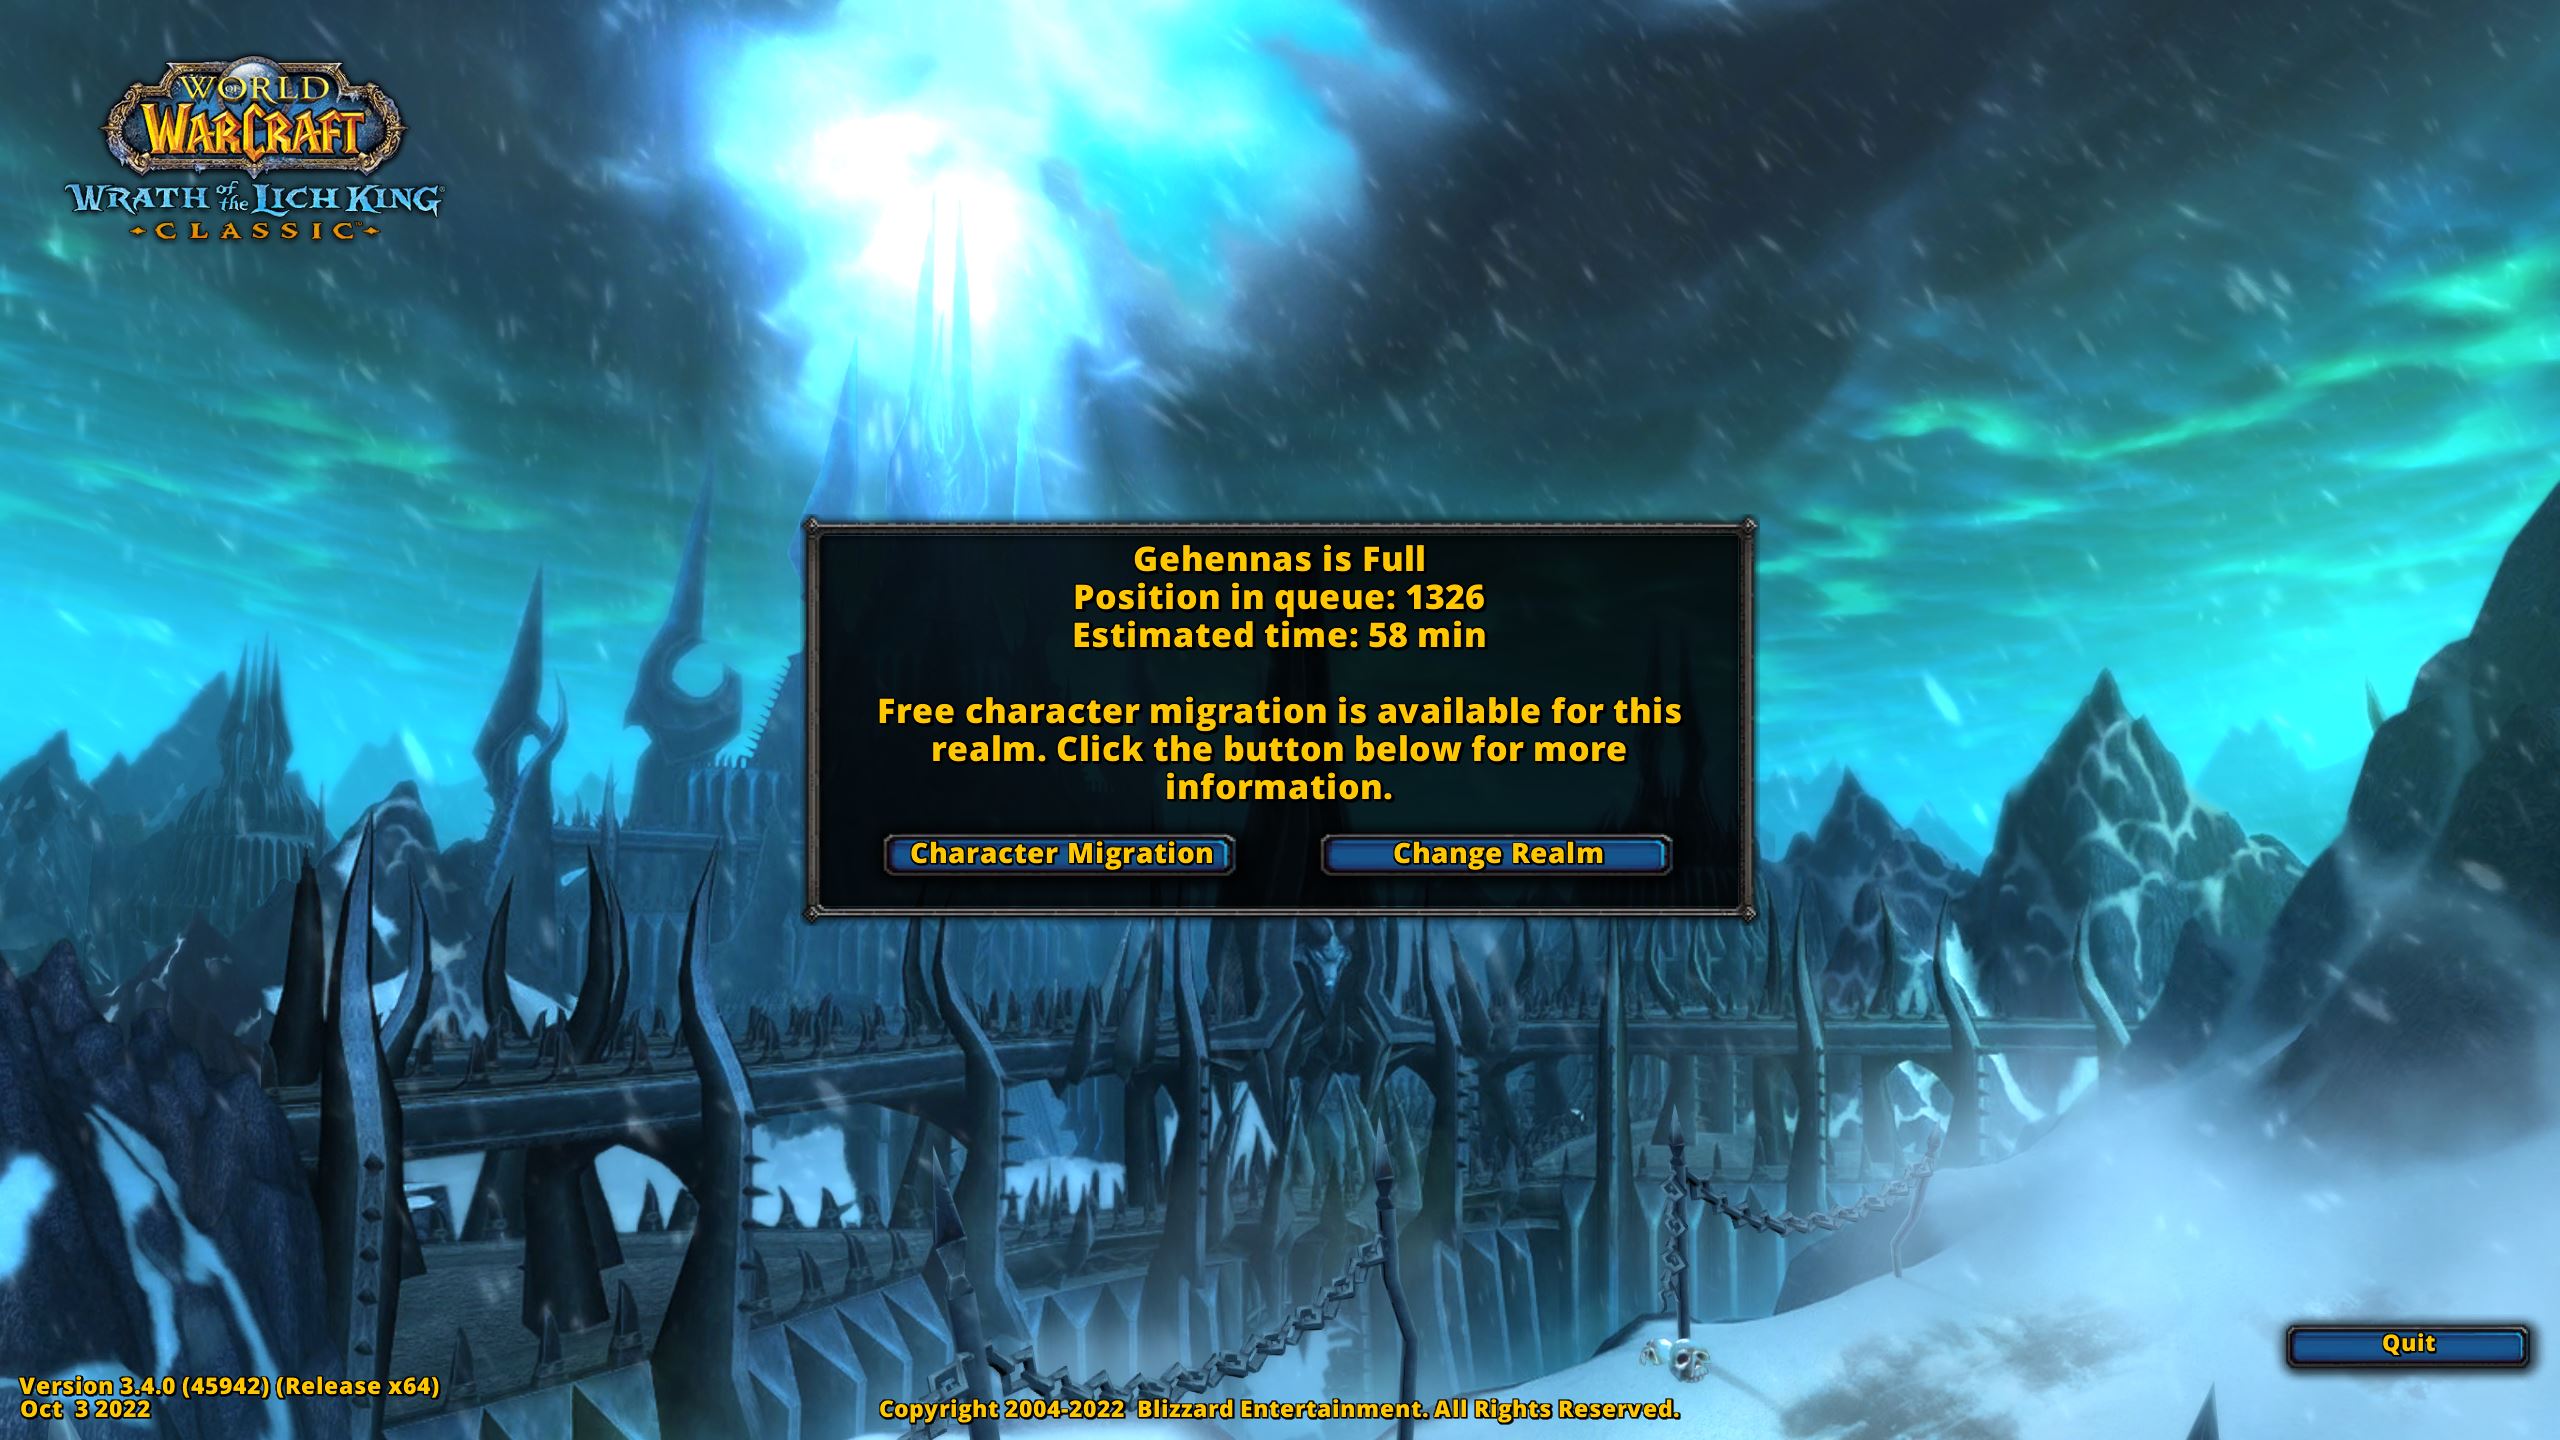 WORLD
OF
WARCRAFT
WRATH of the LICH KING
CLASSIC™
Gehennas is Full
Position in queue: 1326
Estimated time: 58 min
Free character migration is available for this
realm. Click the button below for more
information.
Character Migration
Change Realm
Quit
Version 3.4.0 (45942) (Release x64)
Oct 3 2022
Copyright 2004-2022 Blizzard Entertainment. All Rights Reserved.